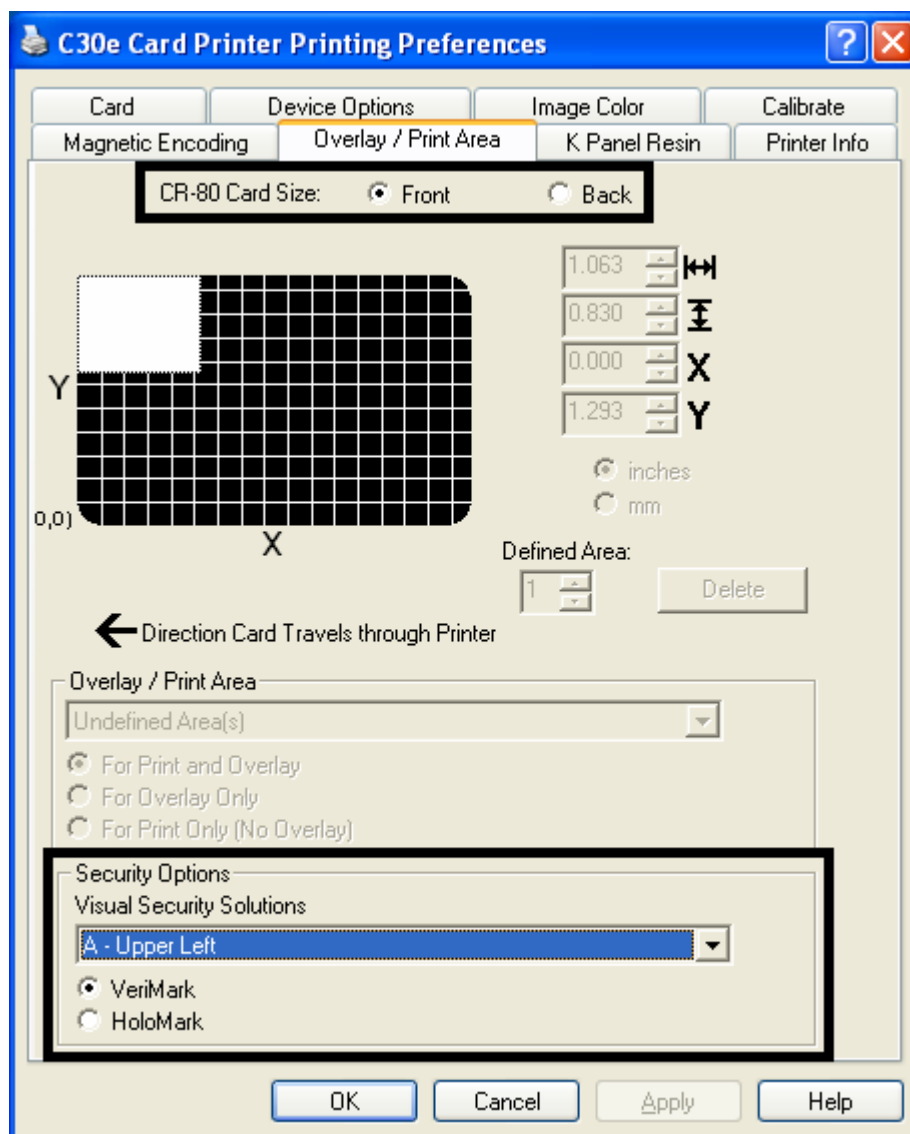 C30e Card Printer Printing Preferences
Card Device Options Image Color Calibrate
Magnetic Encoding Overlay / Print Area K Panel Resin Printer Info
CR-80 Card Size: Front Back
1.063
0.830
0.000 X
1.293 Y
Y
inches
mm
0,0)
X
Defined Area:
1 Delete
Direction Card Travels through Printer
Overlay / Print Area
Undefined Area(s)
For Print and Overlay
For Overlay Only
For Print Only (No Overlay)
Security Options
Visual Security Solutions
A - Upper Left
VeriMark
HoloMark
OK Cancel Apply Help